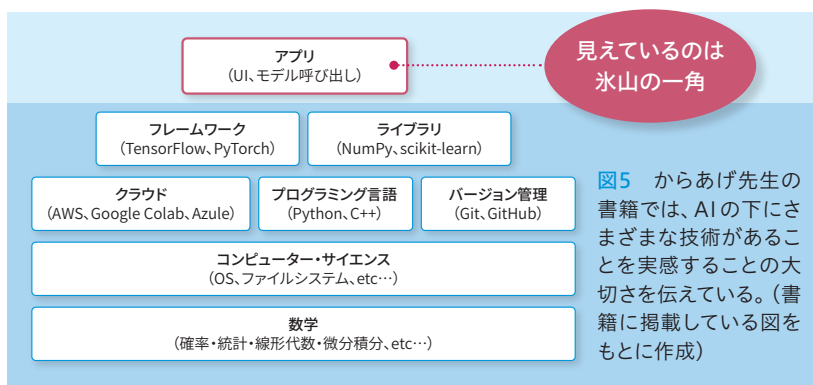 アプリ
（UI、モデル呼び出し）
見えているのは
氷山の一角
フレームワーク
（TensorFlow、PyTorch）
ライブラリ
（NumPy、scikit-learn）
クラウド
（AWS、Google Colab、Azule）
プログラミング言語
（Python、C++）
バージョン管理
（Git、GitHub）
コンピューター・サイエンス
（OS、ファイルシステム、etc…）
数学
（確率・統計・線形代数・微分積分、etc…）
図5　からあげ先生の
書籍では、AIの下にさ
まざまな技術があるこ
とを実感することの大
切さを伝えている。（書
籍に掲載している図を
もとに作成）